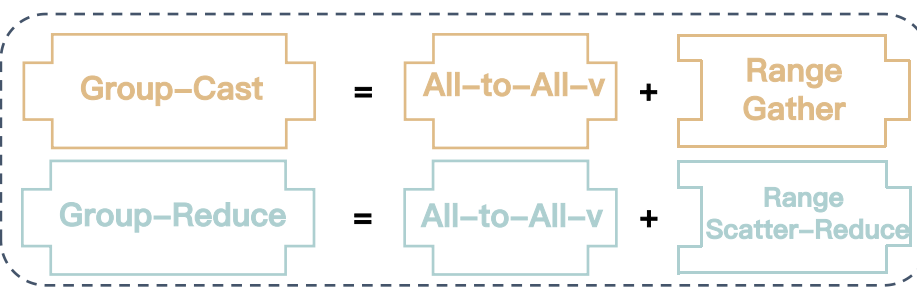 Group-Cast = All-to-All-v + Range
Gather
Group-Reduce = All-to-All-v + Range
Scatter-Reduce